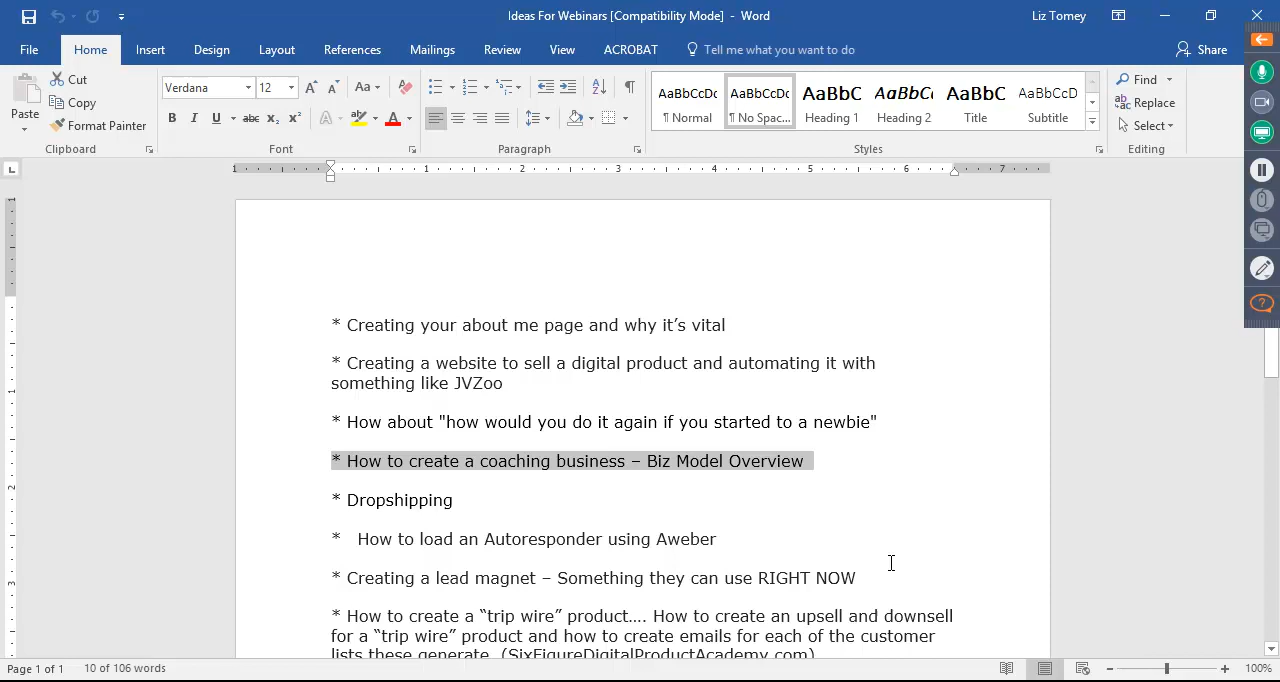 Ideas For Webinars [Compatibility Mode] - Word
Liz Tomey
File Home Insert Design Layout References Mailings Review View ACROBAT Tell me what you want to do Share
Paste
Cut
Copy
Format Painter
Clipboard
Verdana 12
Font
Paragraph
AaBbCcDc AaBbCcDc AaBbC AaBbC AaBbC AaBbCcD
¶ Normal ¶ No Spac... Heading 1 Heading 2 Title Subtitle
Styles
Find
Replace
Select
Editing
* Creating your about me page and why it’s vital
* Creating a website to sell a digital product and automating it with
something like JVZoo
* How about "how would you do it again if you started to a newbie"
* How to create a coaching business – Biz Model Overview
* Dropshipping
* How to load an Autoresponder using Aweber
* Creating a lead magnet – Something they can use RIGHT NOW
* How to create a “trip wire” product…. How to create an upsell and downsell
for a “trip wire” product and how to create emails for each of the customer
lists these generate (SixFigureDigitalProductAcademy.com)
Page 1 of 1 10 of 106 words 100%